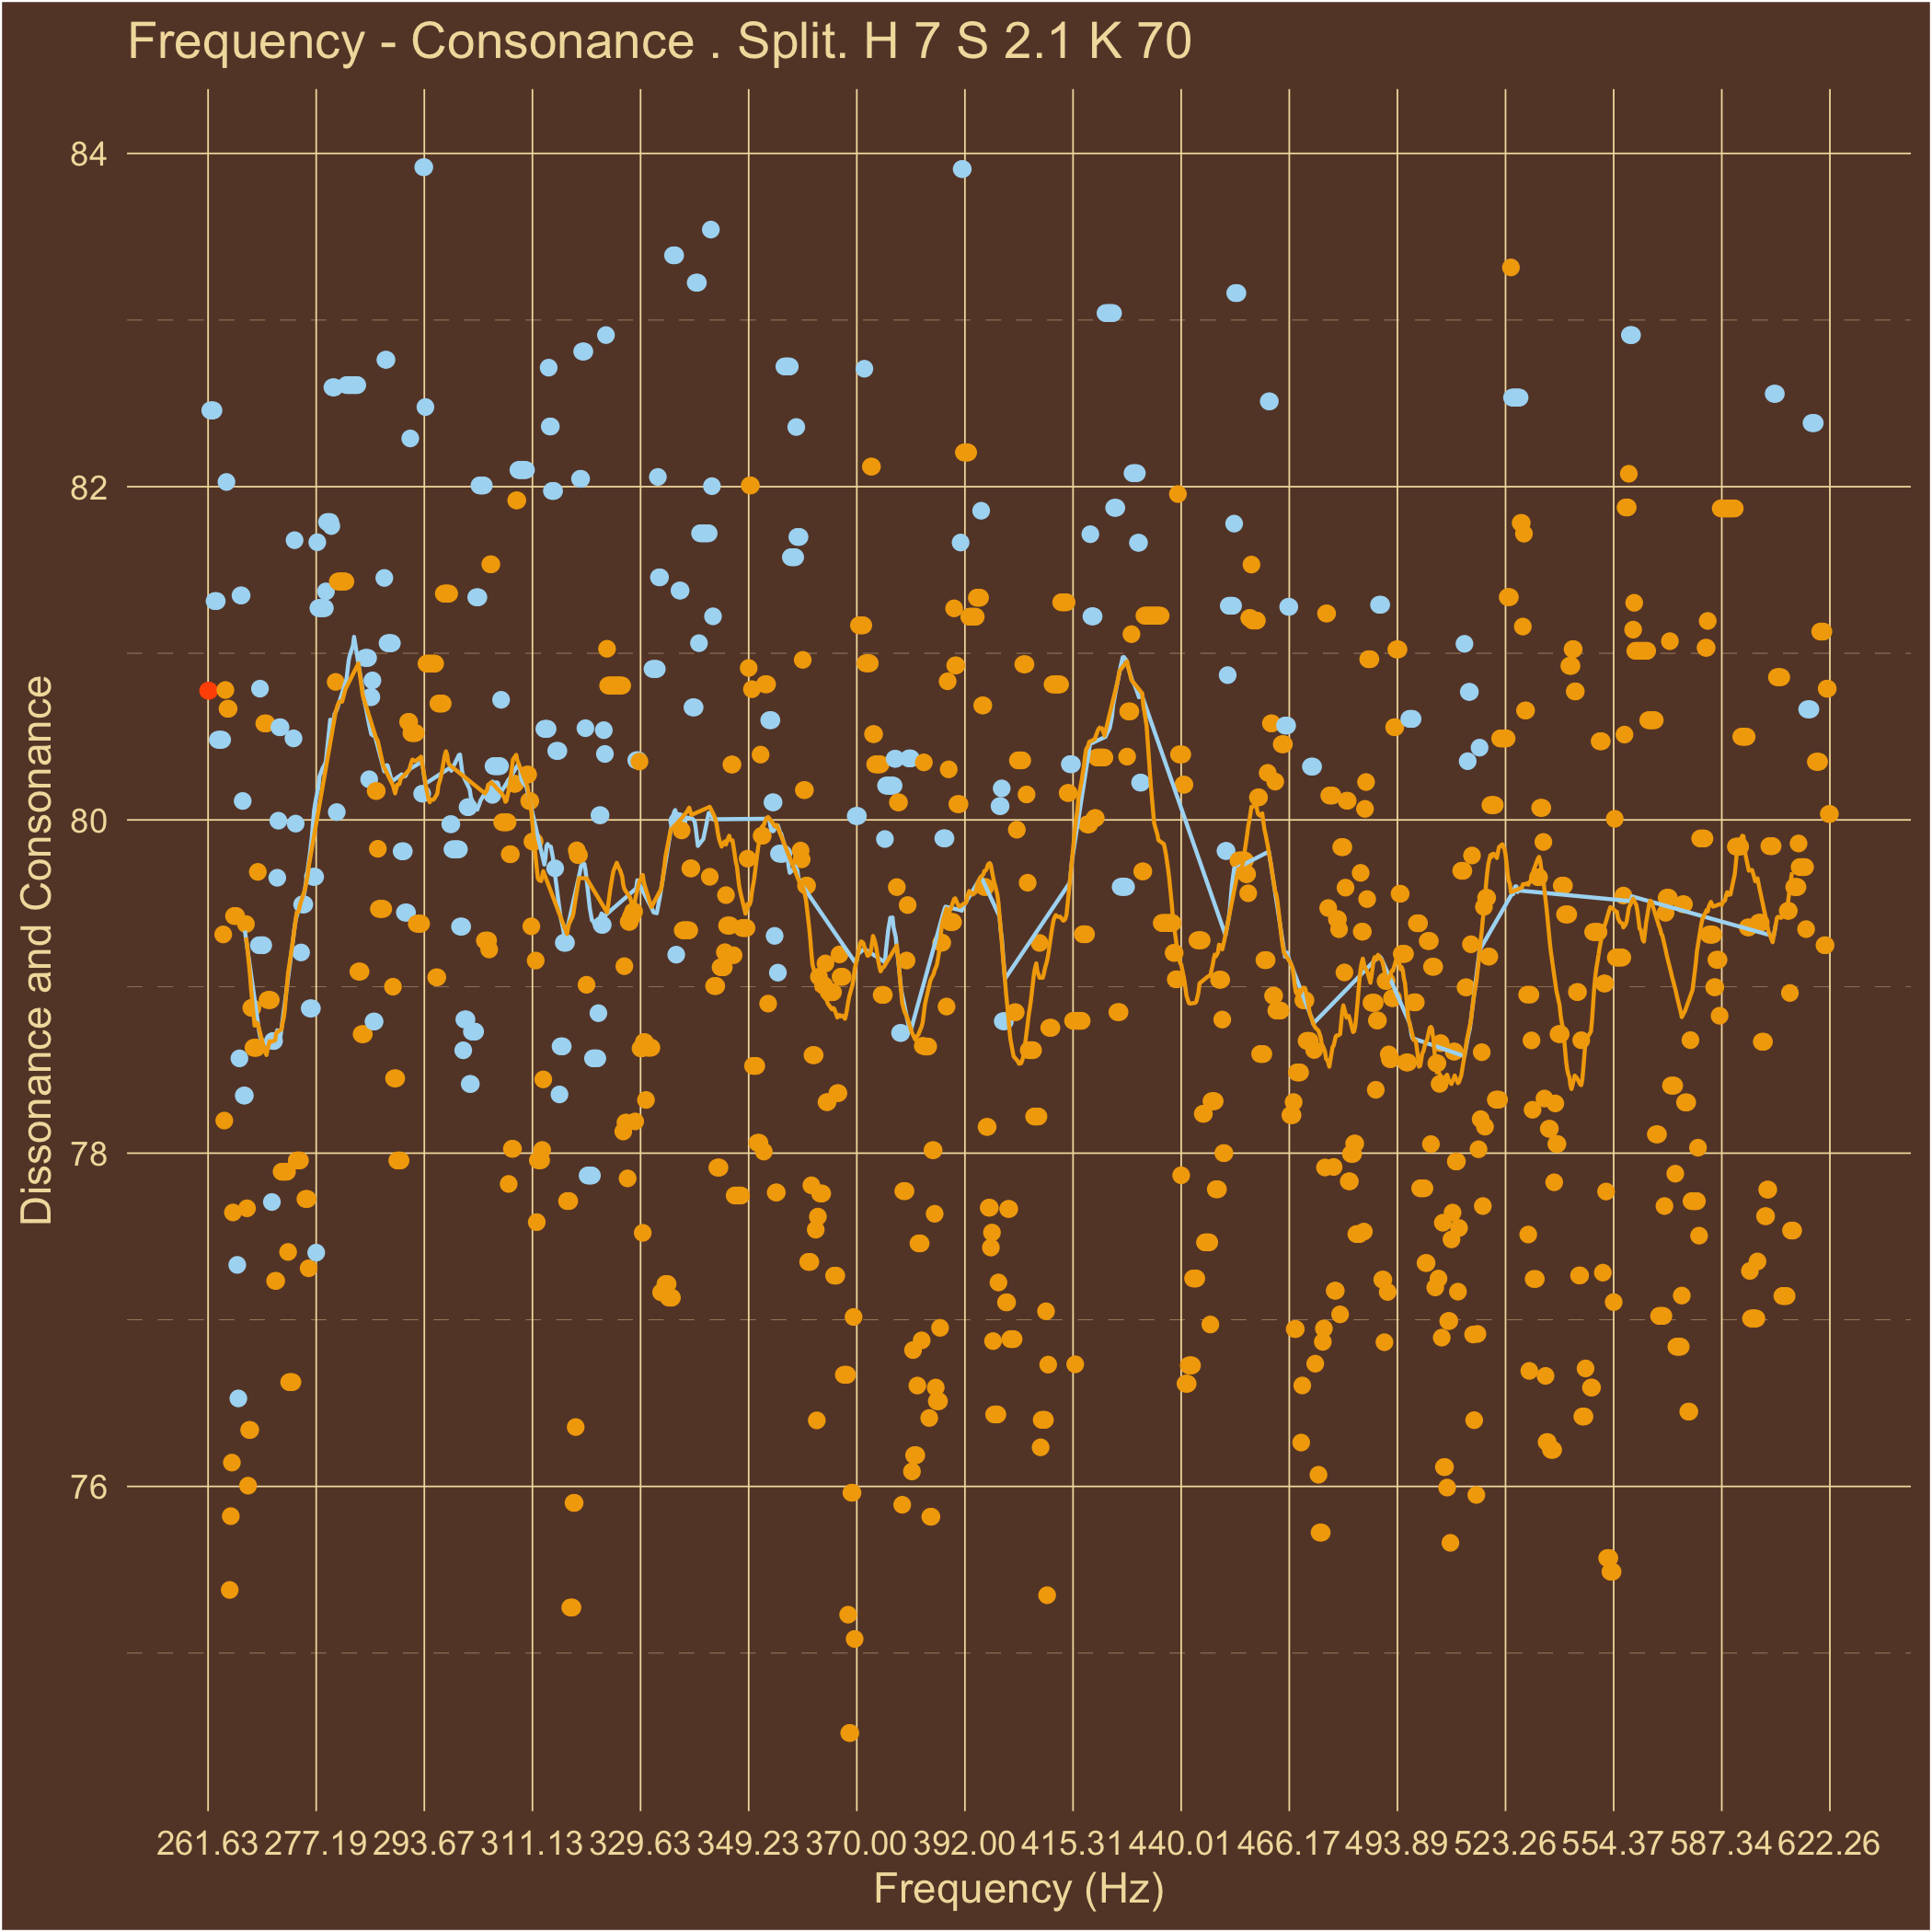 Frequency - Consonance . Split. H 7 S 2.1 K 70
84
82
80
78
76
Dissonance and Consonance
261.63 277.19 293.67 311.13 329.63 349.23 370.00 392.00 415.31 440.01 466.17 493.89 523.26 554.37 587.34 622.26
Frequency (Hz)